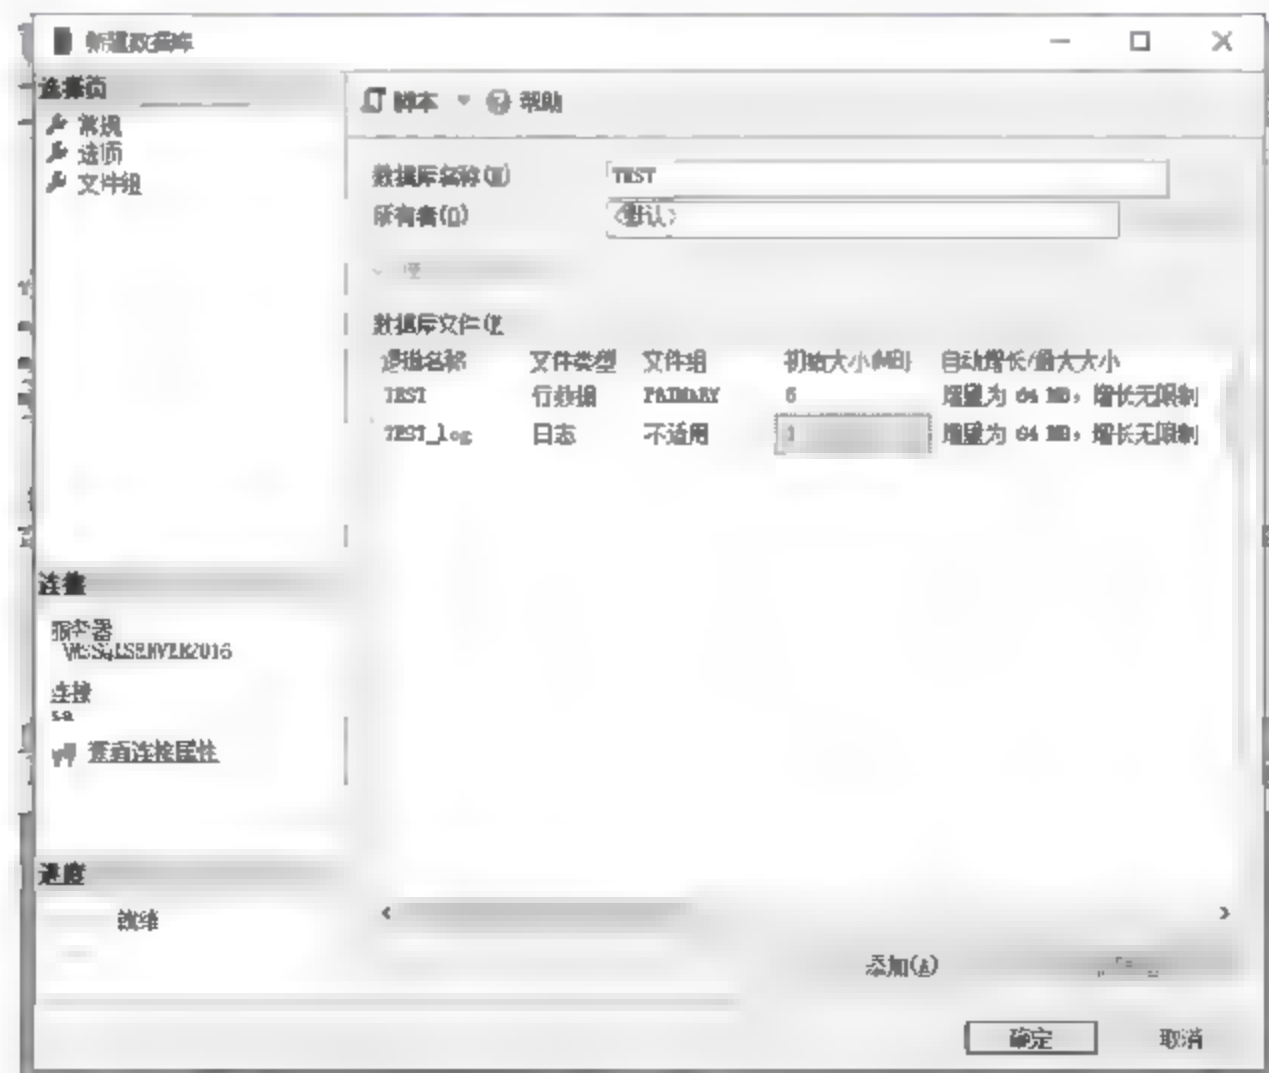 新建数据库
选择页
常规
选项
文件组
脚本 帮助
数据库名称(N)
TEST
所有者(O)
<默认>
数据库文件(F
逻辑名称 文件类型 文件组 初始大小(MB) 自动增长/最大大小
TEST 行数据 PRIMARY 6 增量为 64 MB，增长无限制
TEST_log 日志 不适用 1 增量为 64 MB，增长无限制
连接
服务器
连接
sa
查看连接属性
进度
就绪
添加(A)
确定 取消